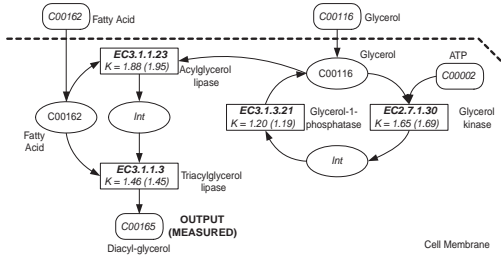 C00162
Fatty Acid
C00116
Glycerol
EC3.1.1.23
K = 1.88 (1.95)
Acylglycerol
lipase
Glycerol
C00116
ATP
C00002
C00162
Fatty
Acid
Int
EC3.1.3.21
K = 1.20 (1.19)
Glycerol-1-
phosphatase
EC2.7.1.30
K = 1.65 (1.69)
Glycerol
kinase
Int
EC3.1.1.3
K = 1.46 (1.45)
Triacylglycerol
lipase
C00165
OUTPUT
(MEASURED)
Diacyl-glycerol
Cell Membrane